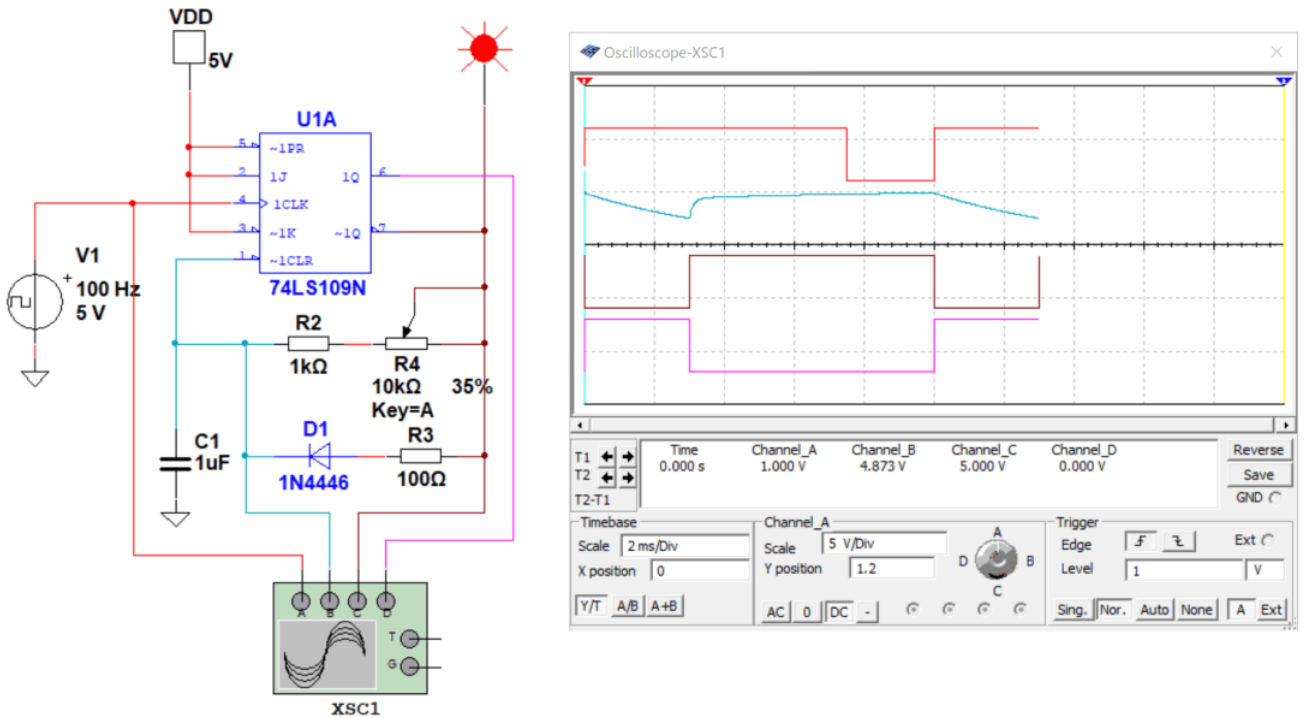 VDD
5V
U1A
5
~1PR
2
1J
1Q
6
4
1CLK
3
~1K
~1Q
7
1
~1CLR
74LS109N
V1
+
100 Hz
5 V
R2
1kΩ
R4
10kΩ
35%
Key=A
C1
1uF
D1
1N4446
R3
100Ω
A
B
C
D
T
G
XSC1
Oscilloscope-XSC1
Time
Channel_A
Channel_B
Channel_C
Channel_D
T1
0.000 s
1.000 V
4.873 V
5.000 V
0.000 V
T2
T2-T1
Reverse
Save
GND
Timebase
Scale
2 ms/Div
X position
0
Y/T
A/B
A+B
Channel_A
Scale
5 V/Div
Y position
1.2
AC
0
DC
-
A
B
C
D
Trigger
Edge
Ext
Level
1
V
Sing.
Nor.
Auto
None
A
Ext